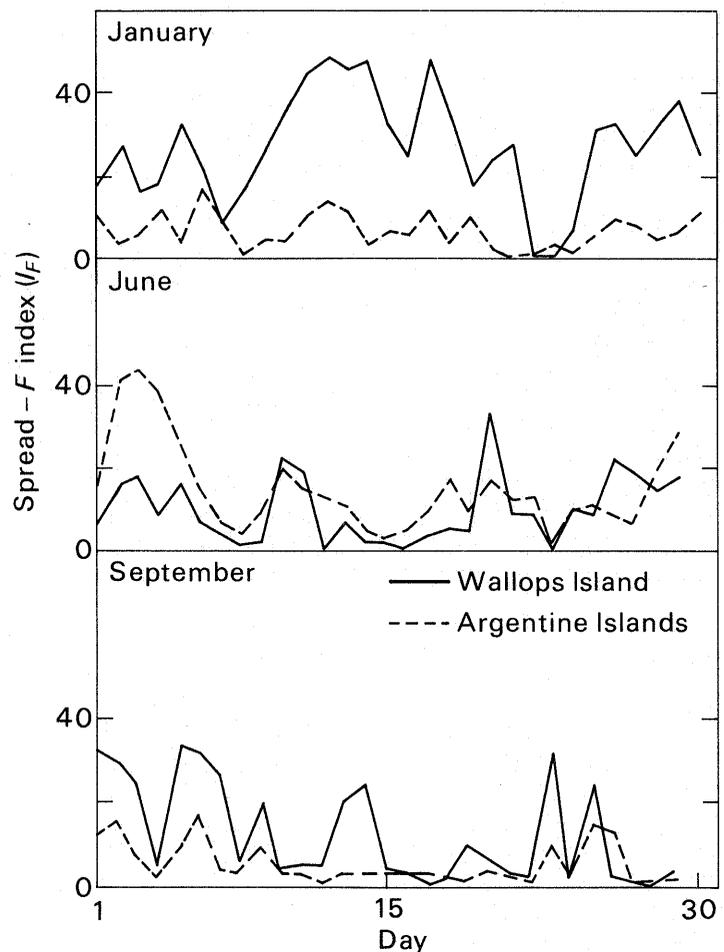 January
40
0
Spread – F index (I_F)
June
40
0
September
Wallops Island
Argentine Islands
40
0
1
15
30
Day